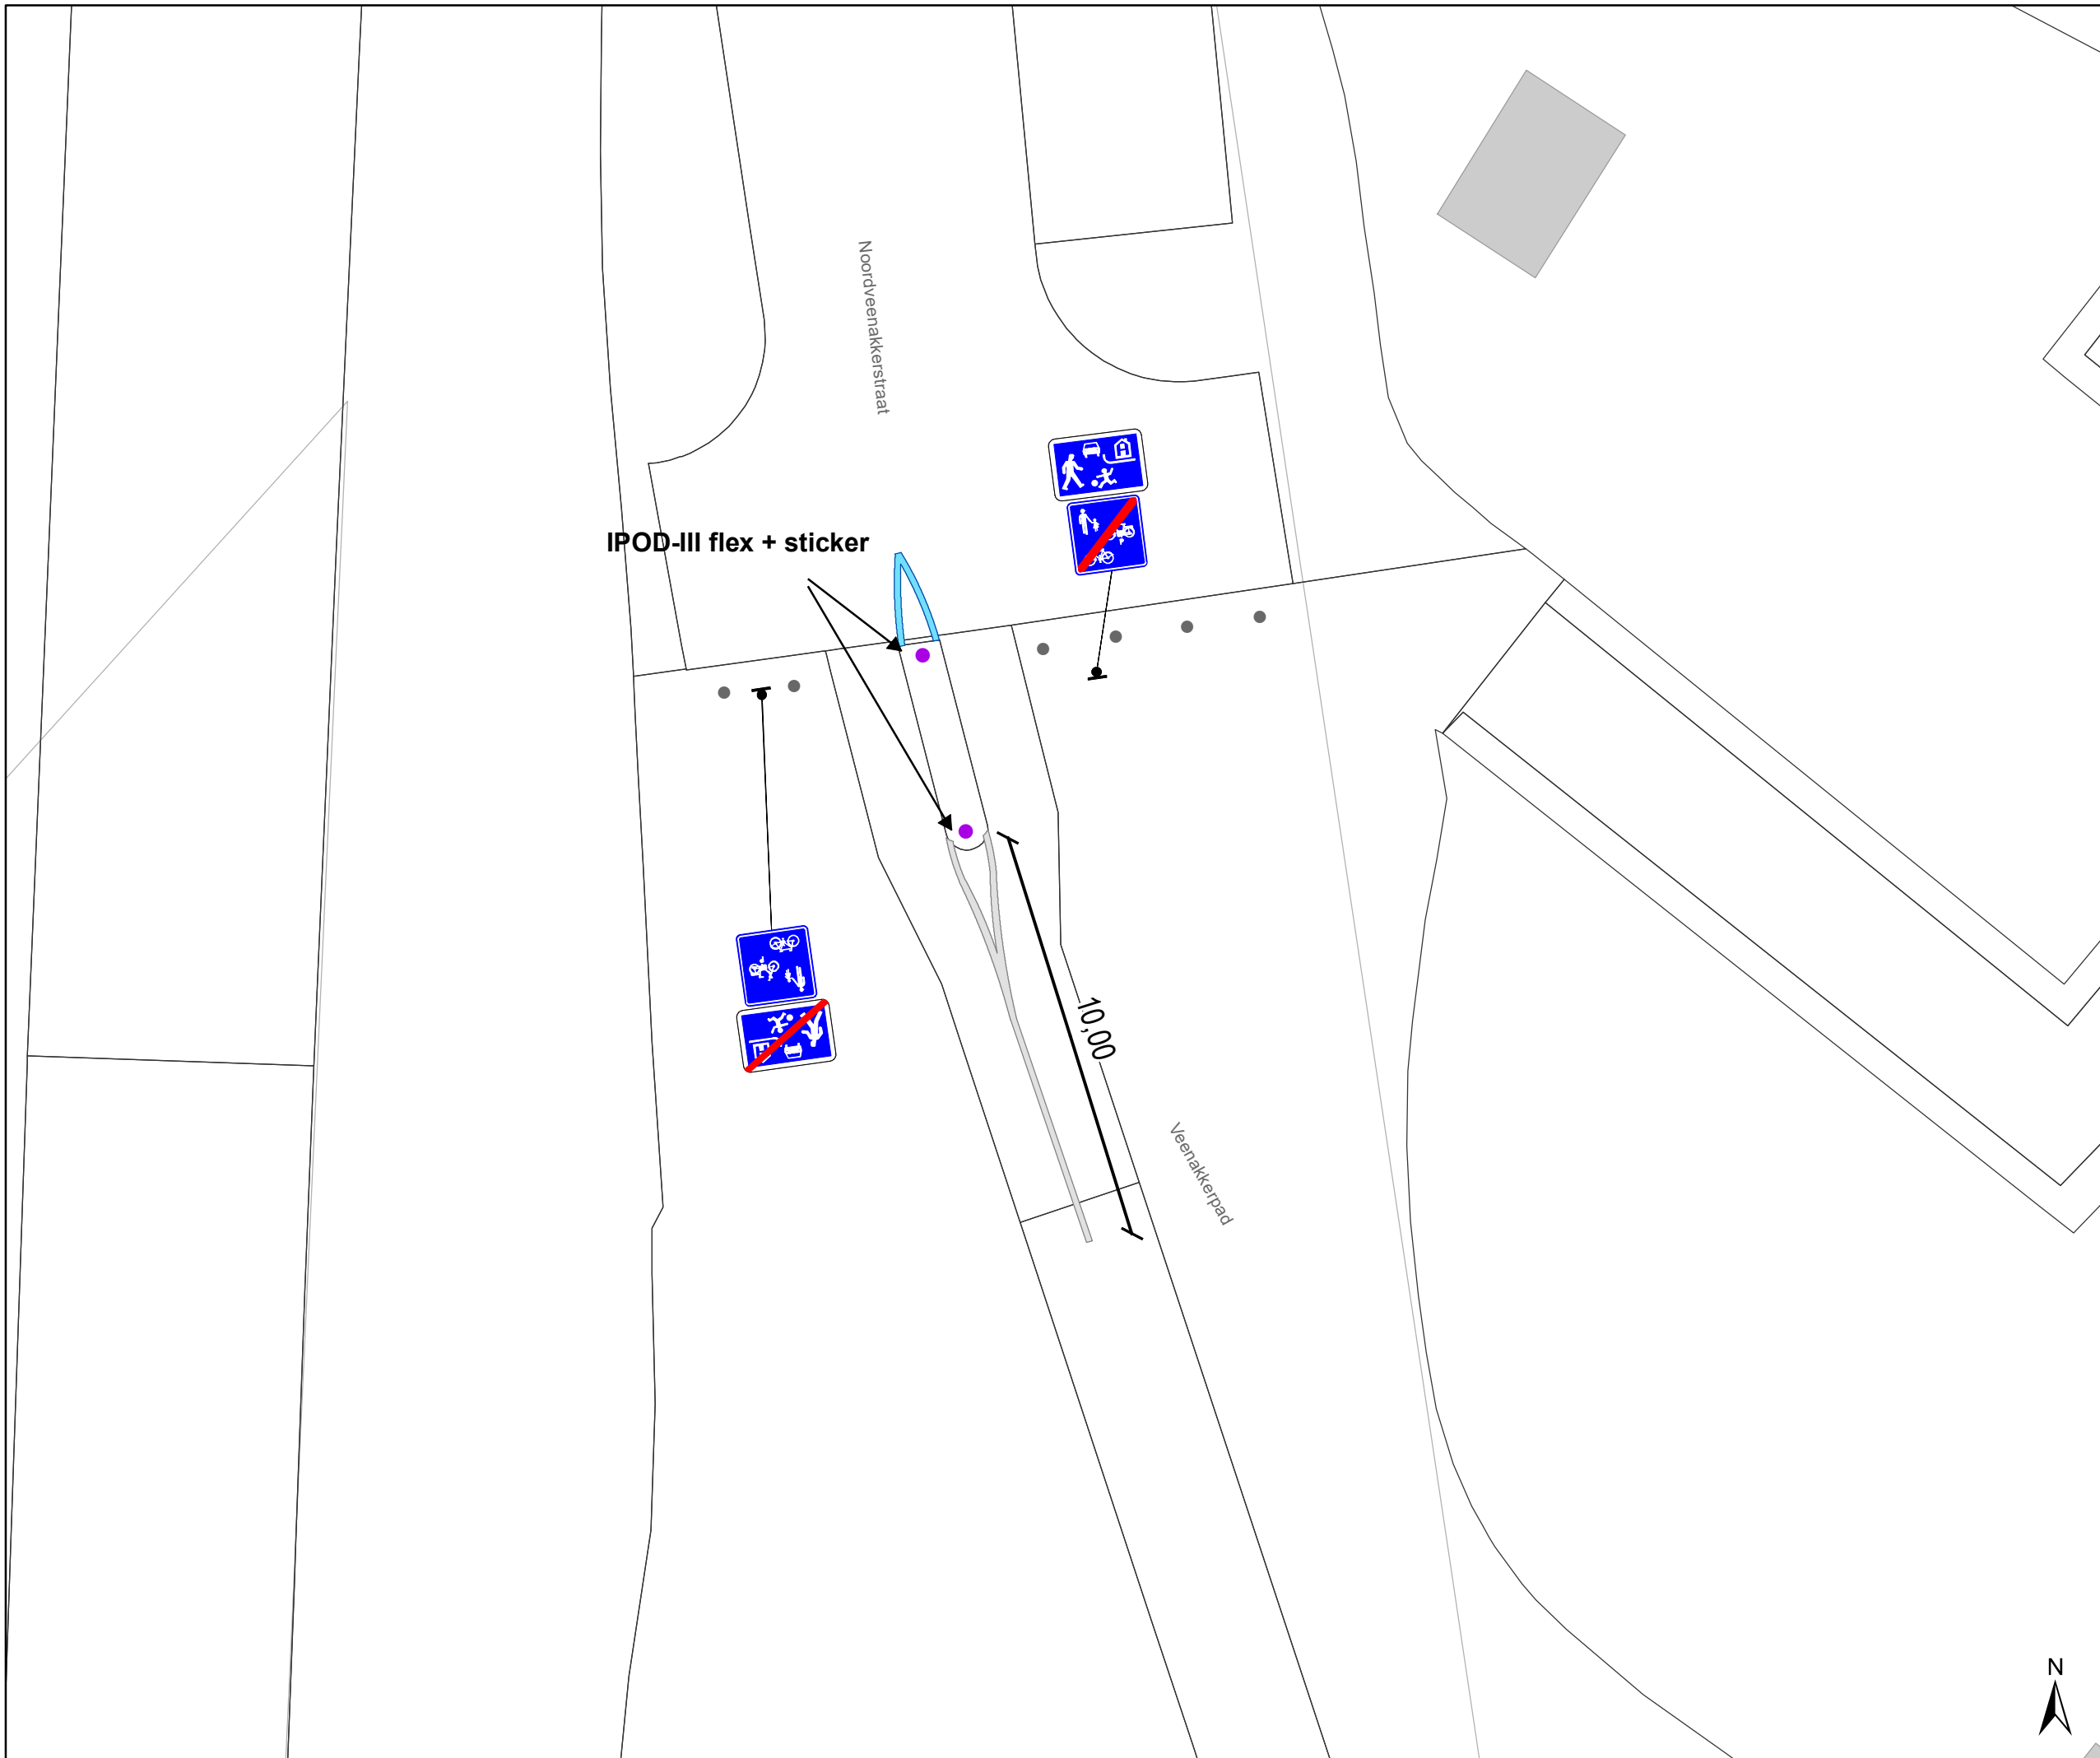 Noordveenakkerstraat
IPOD-III flex + sticker
10,00
Veenakkerpad
N